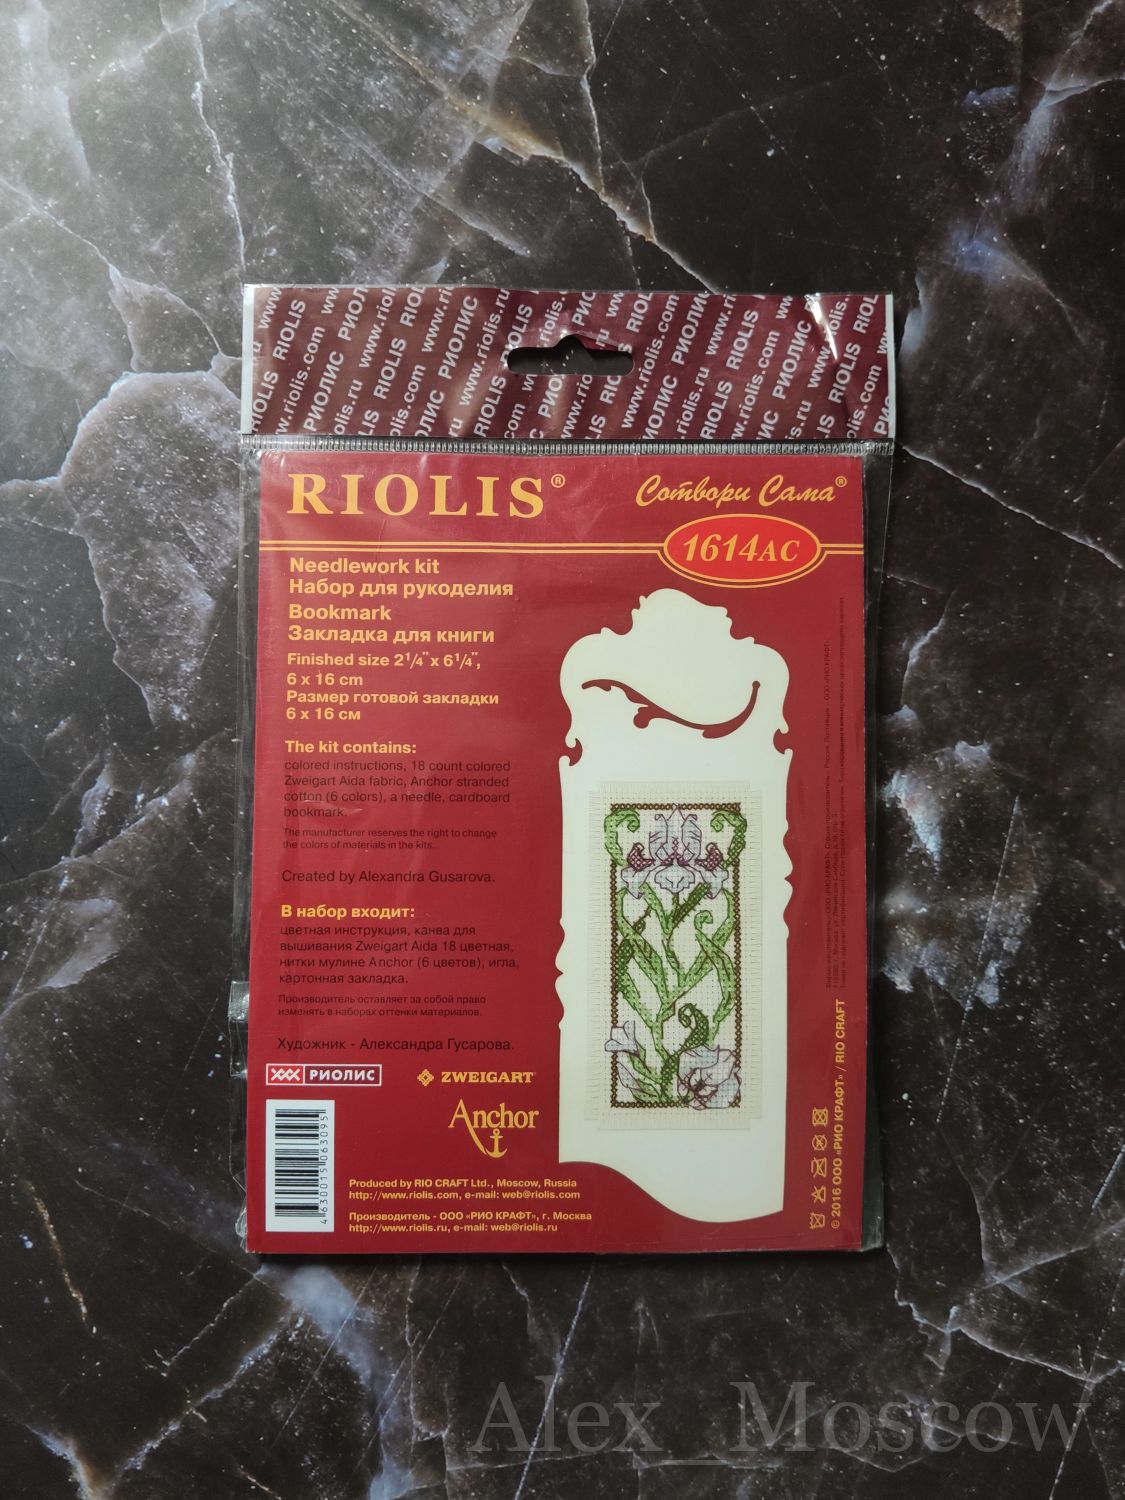 www.riolis.com
www.riolis.ru
RIOLIS
РИОЛИС
RIOLIS®
Сотвори Сама®
1614АС
Needlework kit
Набор для рукоделия
Bookmark
Закладка для книги
Finished size 2¼" x 6¼",
6 x 16 cm
Размер готовой закладки
6 х 16 см
The kit contains:
colored instructions, 18 count colored
Zweigart Aida fabric, Anchor stranded
cotton (6 colors), a needle, cardboard
bookmark.
The manufacturer reserves the right to change
the colors of materials in the kits.
Created by Alexandra Gusarova.
В набор входит:
цветная инструкция, канва для
вышивания Zweigart Aida 18 цветная,
нитки мулине Anchor (6 цветов), игла,
картонная закладка.
Производитель оставляет за собой право
изменять в наборах оттенки материалов.
Художник - Александра Гусарова.
РИОЛИС
ZWEIGART®
Anchor
4630015063095
Produced by RIO CRAFT Ltd., Moscow, Russia
http://www.riolis.com, e-mail: web@riolis.com
Производитель - ООО «РИО КРАФТ», г. Москва
http://www.riolis.ru, e-mail: web@riolis.ru
© 2016 ООО «РИО КРАФТ» / RIO CRAFT
Alex_Moscow